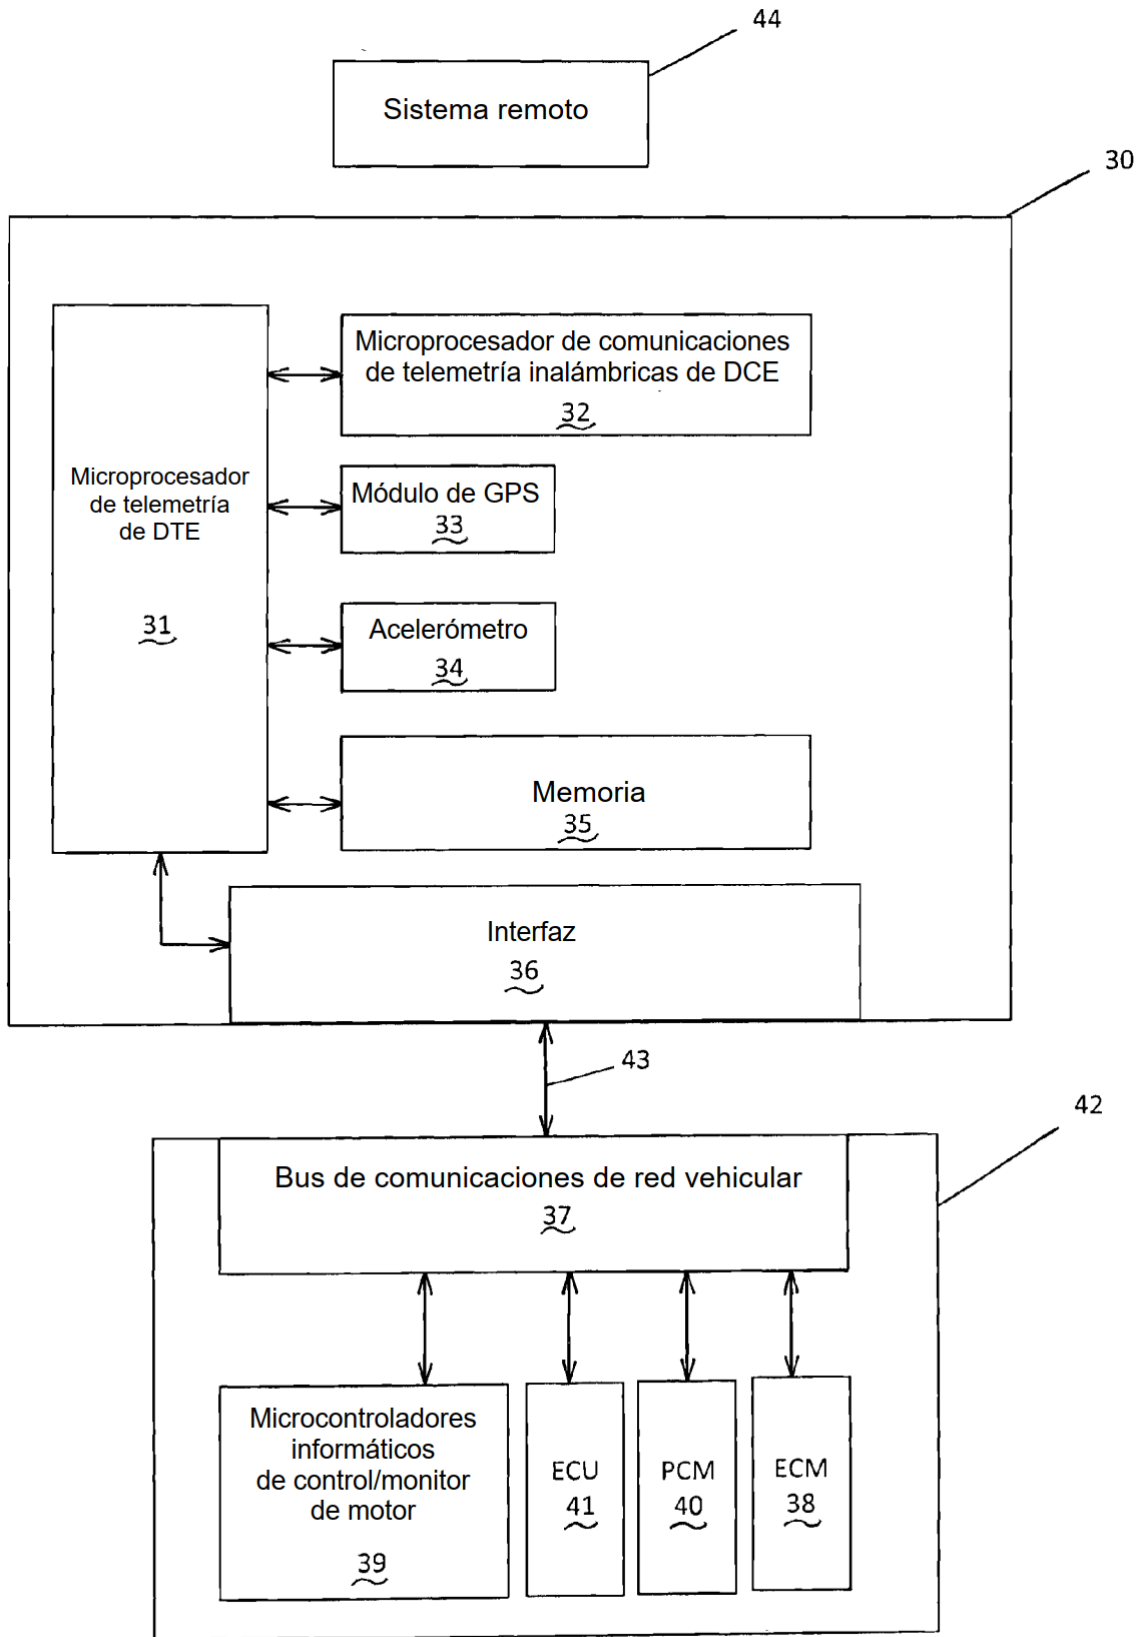 44
Sistema remoto
30
Microprocesador de comunicaciones
de telemetría inalámbricas de DCE
32
Microprocesador
de telemetría
de DTE
31
Módulo de GPS
33
Acelerómetro
34
Memoria
35
Interfaz
36
43
42
Bus de comunicaciones de red vehicular
37
Microcontroladores
informáticos
de control/monitor
de motor
39
ECU
41
PCM
40
ECM
38